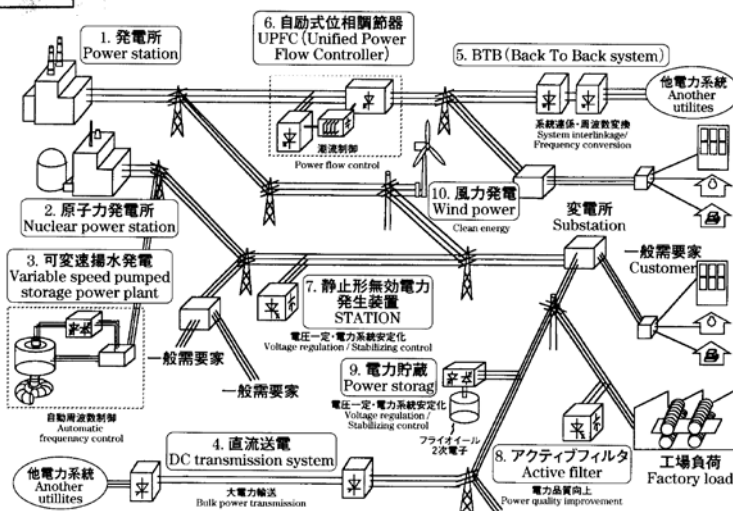 1. 発電所
Power station
6. 自励式位相調節器
UPFC (Unified Power
Flow Controller)
5. BTB (Back To Back system)
他電力系統
Another
utilites
系統連係・周波数変換
System interlinkage/
Frequency conversion
潮流制御
Power flow control
2. 原子力発電所
Nuclear power station
10. 風力発電
Wind power
Clean energy
変電所
Substation
一般需要家
Customer
3. 可変速揚水発電
Variable speed pumped
storage power plant
自動周波数制御
Automatic
frequnancy control
7. 静止形無効電力
発生装置
STATION
電圧一定・電力系統安定化
Voltage regulation / Stabilizing control
一般需要家
一般需要家
9. 電力貯蔵
Power storag
電圧一定・電力系統安定化
Voltage regulation /
Stabilizing control
フライオイール
2次電子
4. 直流送電
DC transmission system
他電力系統
Another
utillites
大電力輸送
Bulk power transmission
8. アクティブフィルタ
Active filter
電力品質向上
Power quality improvement
工場負荷
Factory load